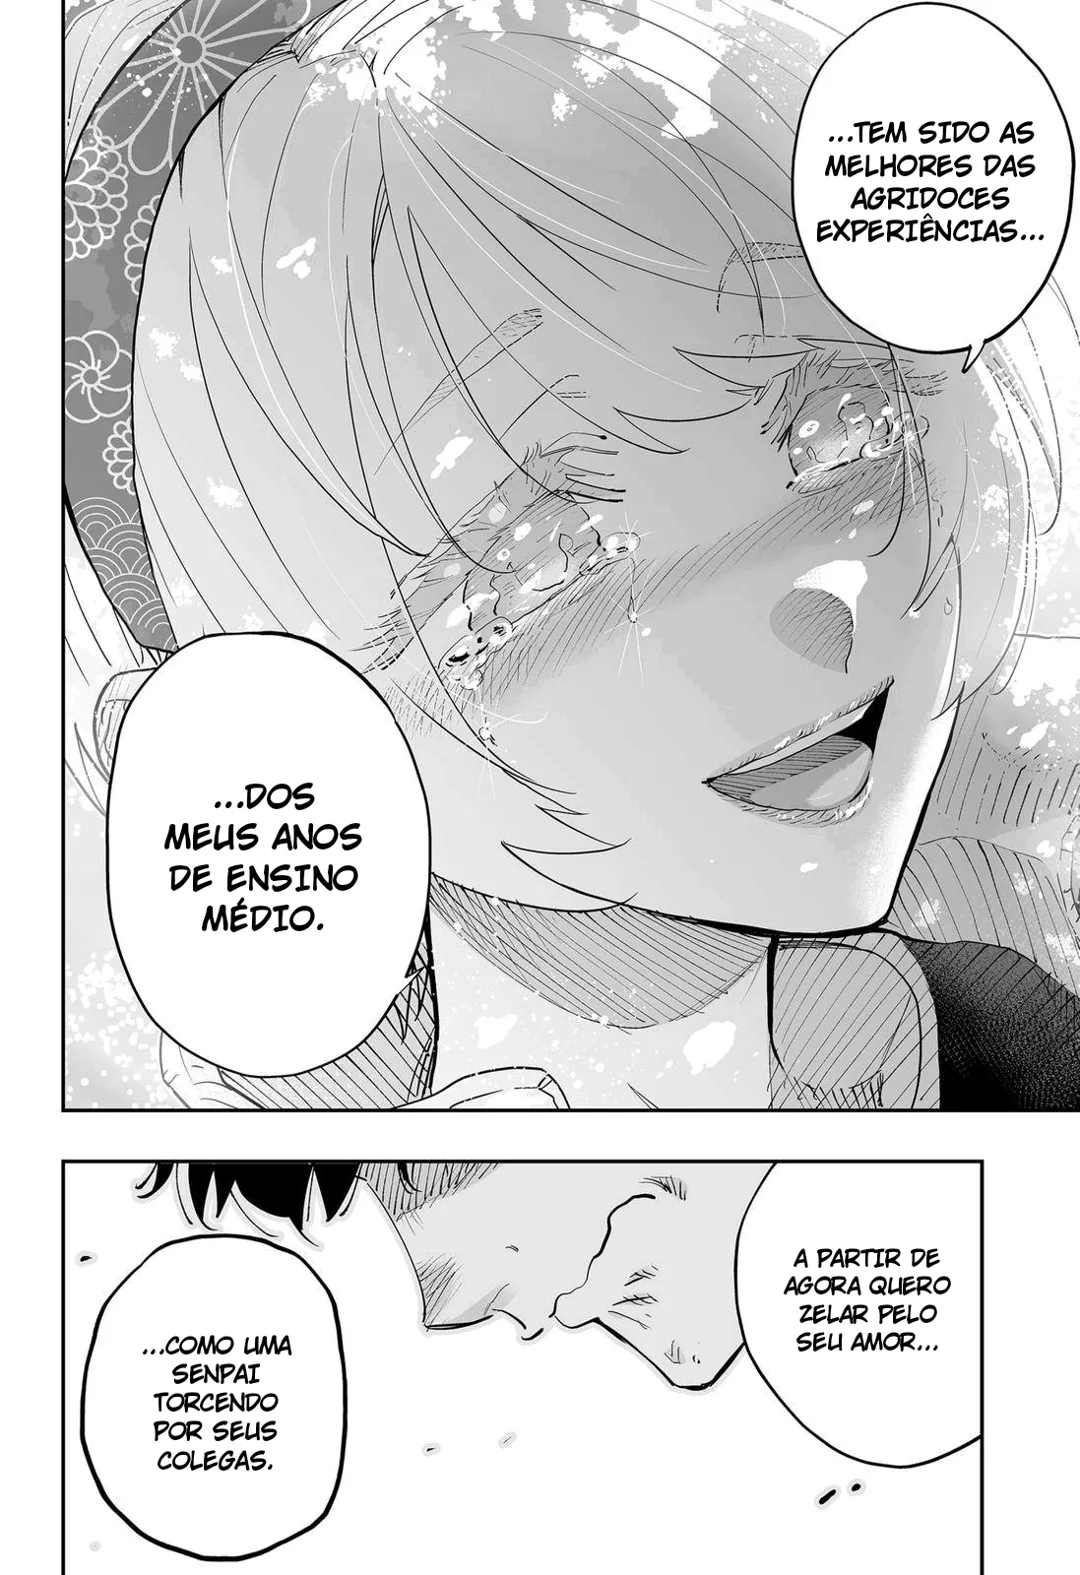 ...TEM SIDO AS
MELHORES DAS
AGRIDOCES
EXPERIÊNCIAS...
...DOS
MEUS ANOS
DE ENSINO
MÉDIO.
A PARTIR DE
AGORA QUERO
ZELAR PELO
SEU AMOR...
...COMO UMA
SENPAI
TORCENDO
POR SEUS
COLEGAS.